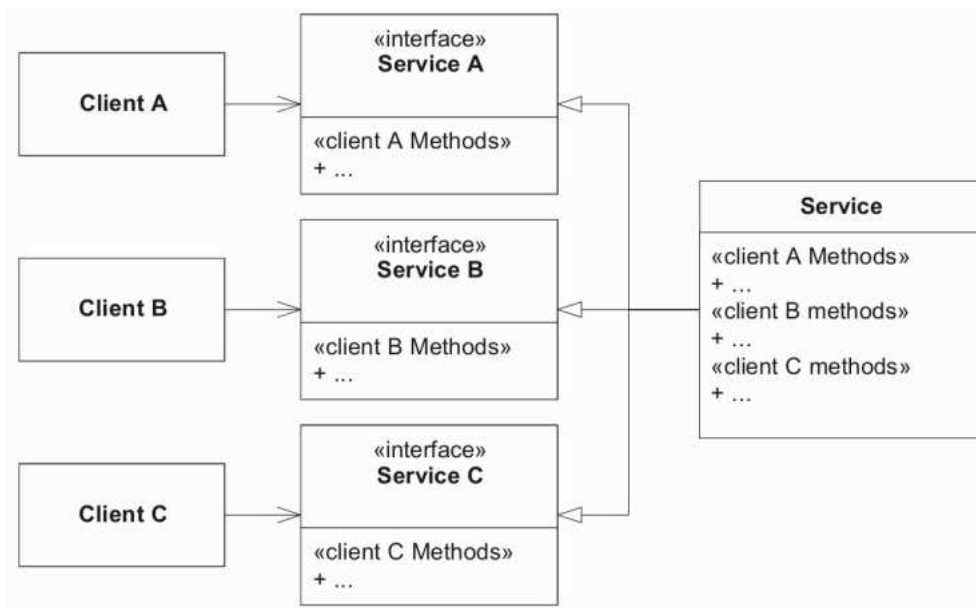 Client A
«interface»
Service A
«client A Methods»
+ ...
Client B
«interface»
Service B
«client B Methods»
+ ...
Client C
«interface»
Service C
«client C Methods»
+ ...
Service
«client A Methods»
+ ...
«client B methods»
+ ...
«client C methods»
+ ...